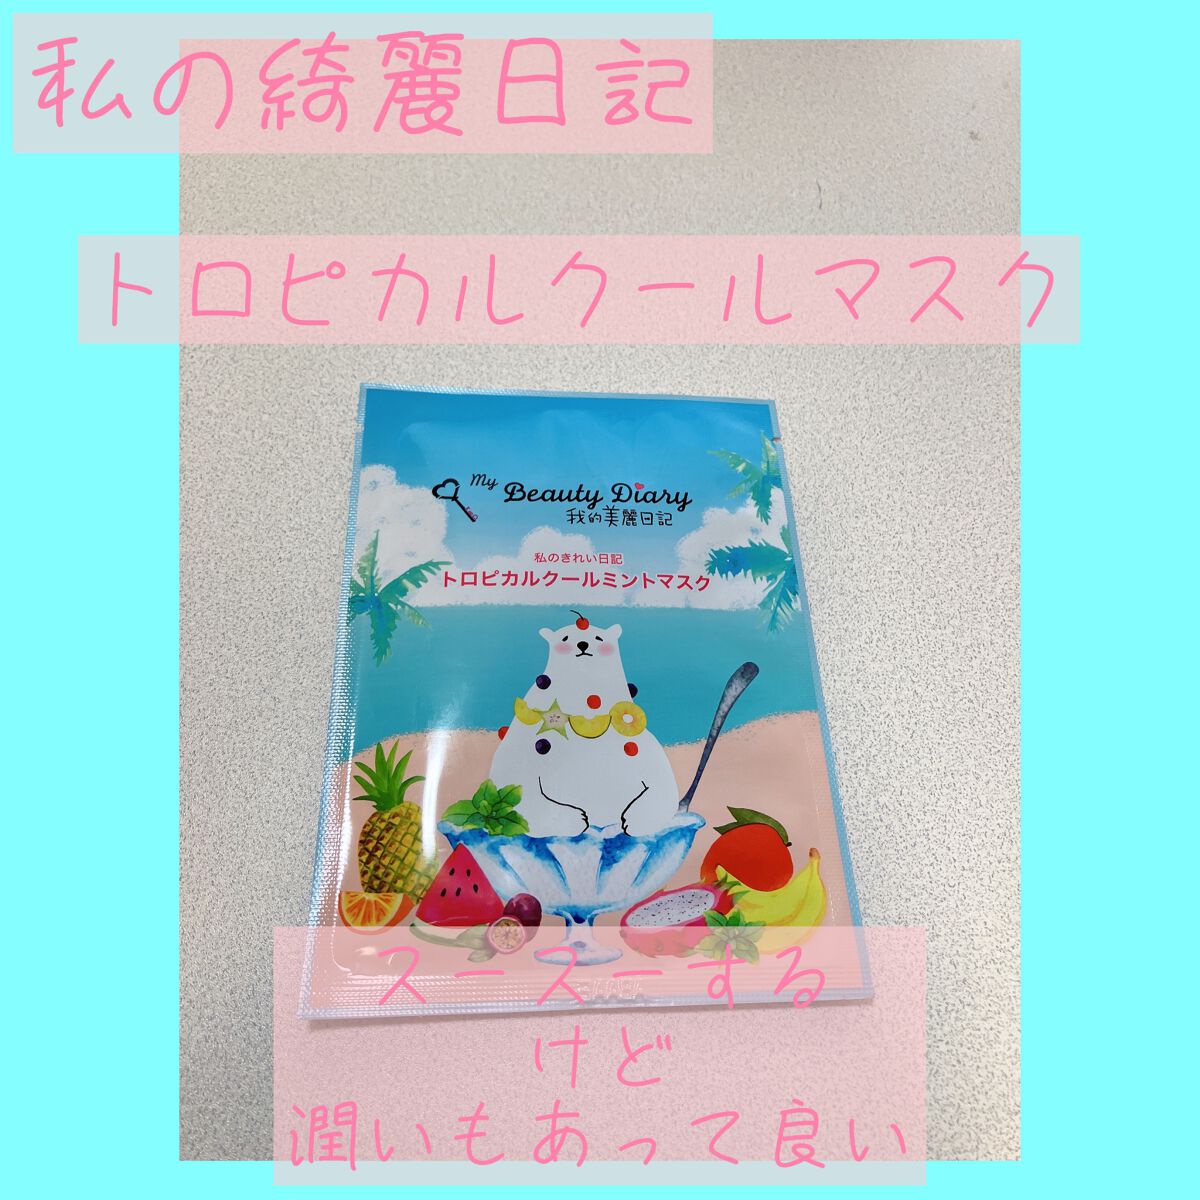 私の綺麗日記
トロピカルクールマスク
My Beauty Diary
我的美麗日記
私のきれい日記
トロピカルクールミントマスク
スースーする
けど
潤いもあって良い